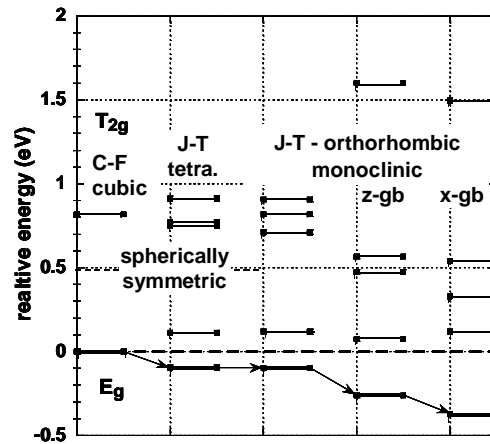 2
1.5
1
0.5
0
-0.5
realtive energy (eV)
T2g
C-F
cubic
J-T
tetra.
J-T - orthorhombic
monoclinic
z-gb
x-gb
spherically
symmetric
Eg